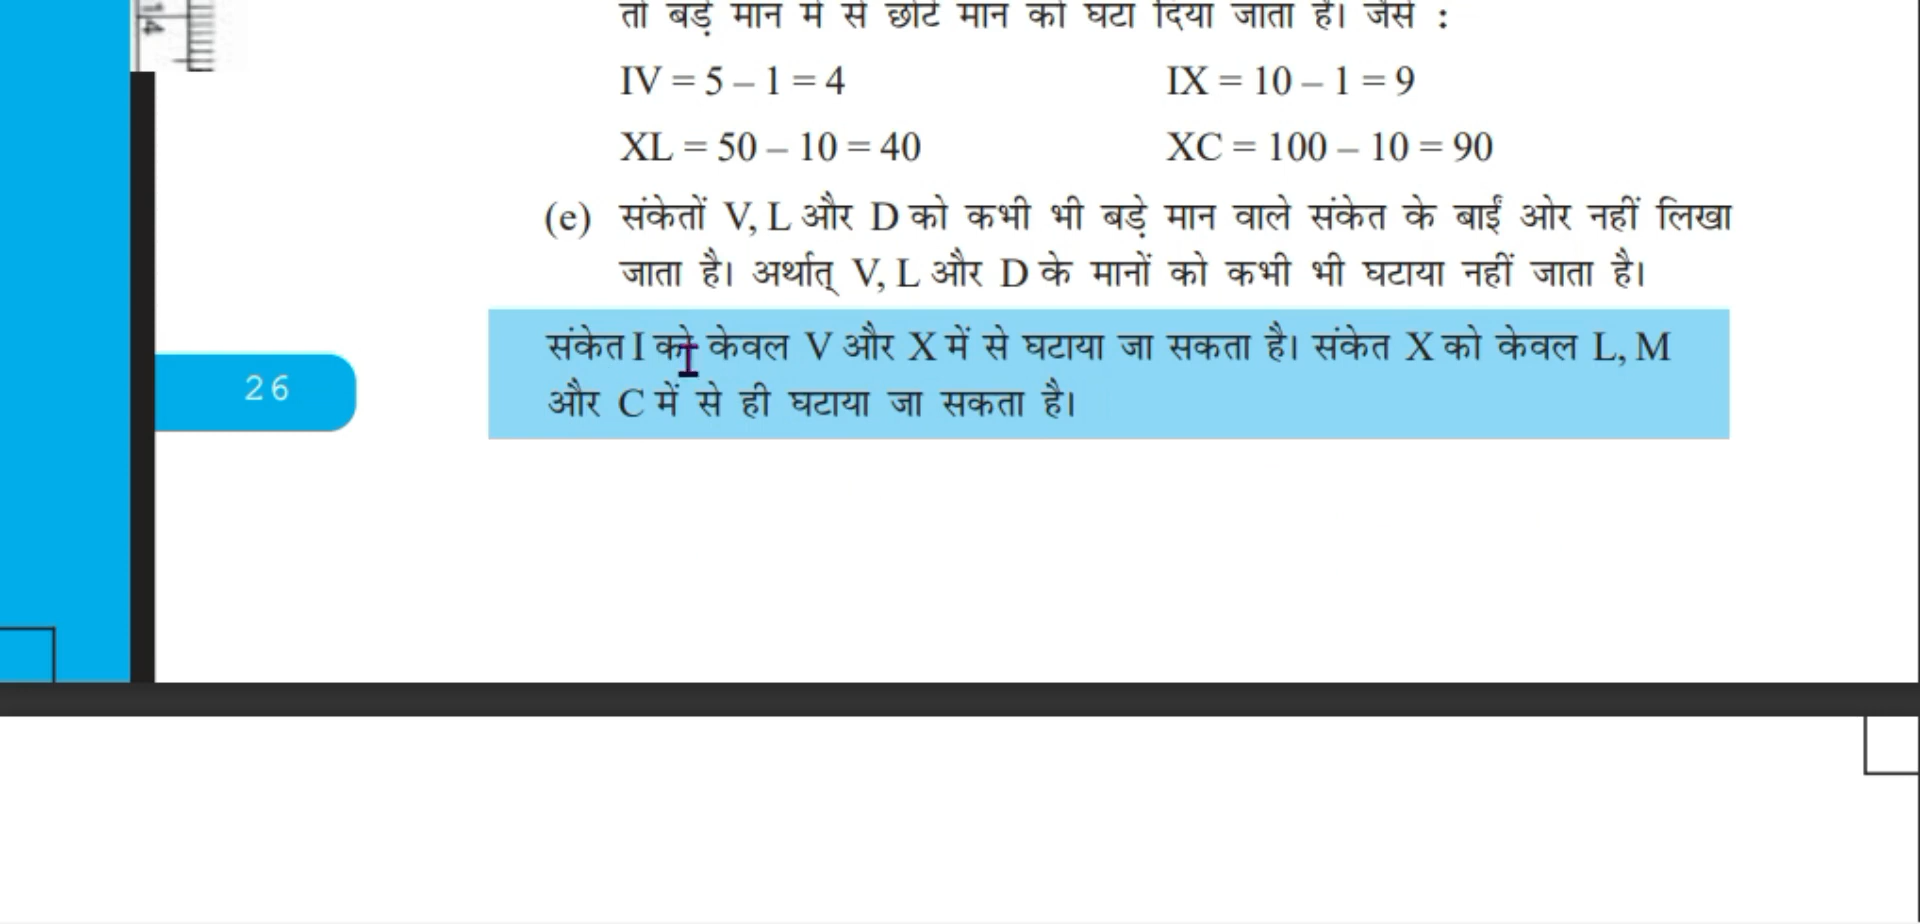 14
तो बड़े मान में से छोटे मान को घटा दिया जाता है। जैसे :
IV = 5 – 1 = 4 IX = 10 – 1 = 9
XL = 50 – 10 = 40 XC = 100 – 10 = 90
(e) संकेतों V, L और D को कभी भी बड़े मान वाले संकेत के बाईं ओर नहीं लिखा
जाता है। अर्थात् V, L और D के मानों को कभी भी घटाया नहीं जाता है।
संकेत I को केवल V और X में से घटाया जा सकता है। संकेत X को केवल L, M
और C में से ही घटाया जा सकता है।
26